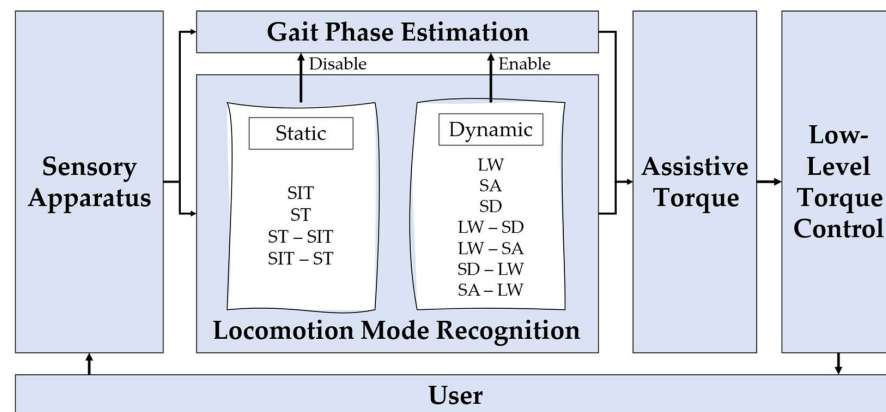 Gait Phase Estimation
Disable
Enable
Sensory
Apparatus
Static
SIT
ST
ST – SIT
SIT – ST
Dynamic
LW
SA
SD
LW – SD
LW – SA
SD – LW
SA – LW
Locomotion Mode Recognition
Assistive
Torque
Low-
Level
Torque
Control
User